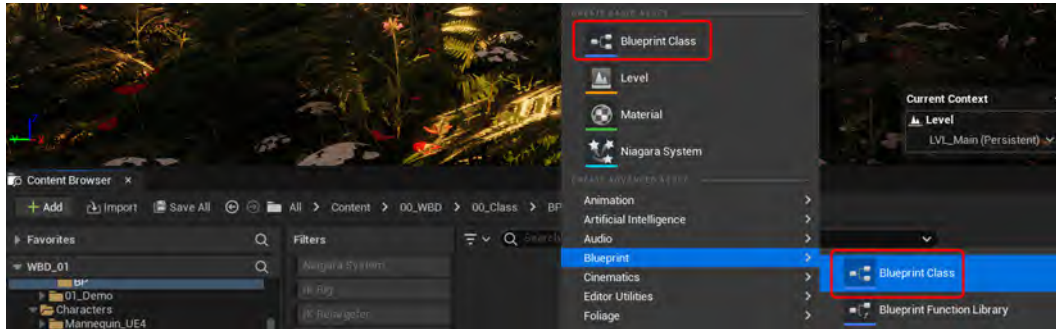 CREATE BASIC ASSET
Blueprint Class
Level
Material
Niagara System
CREATE ADVANCED ASSET
Animation
Artificial Intelligence
Audio
Blueprint
Cinematics
Editor Utilities
Foliage
Blueprint Class
Blueprint Function Library
Current Context
Level
LVL_Main (Persistent)
Content Browser
+ Add Import Save All All > Content > 00_WBD > 00_Class > BP
Favorites
Filters
Search
WBD_01
BP
01_Demo
Characters
Mannequin_UE4
Niagara System
IK Rig
IK Retargeter